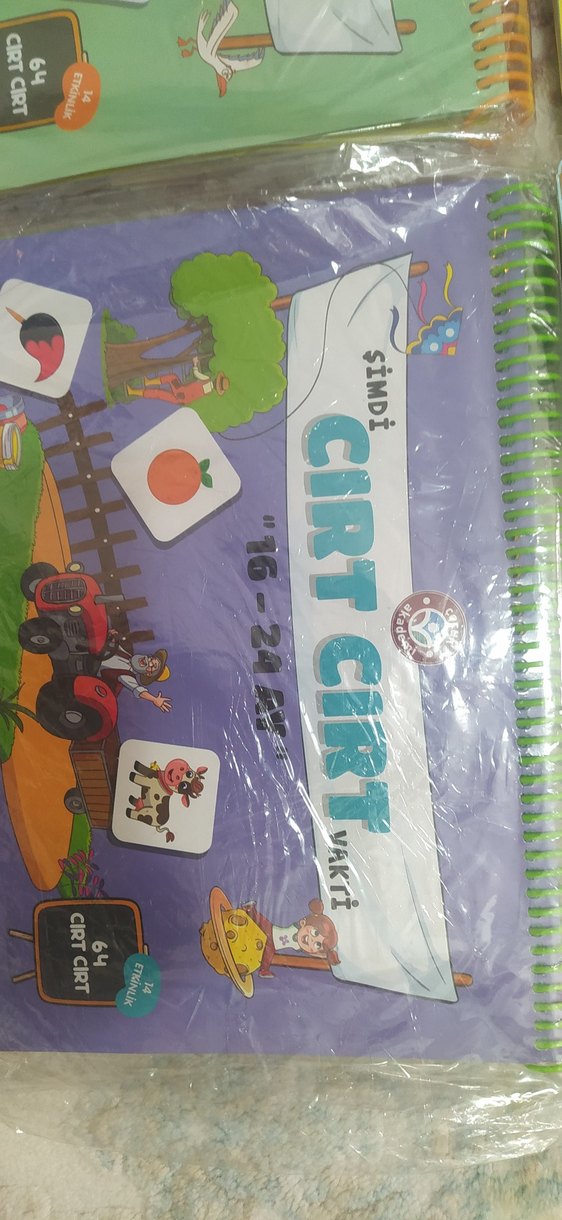 64
CIRT CIRT
14
ETKİNLİK
ŞİMDİ
CIRT CIRT
VAKTİ
"16 - 24 AY"
akademi
64
CIRT CIRT
14
ETKİNLİK